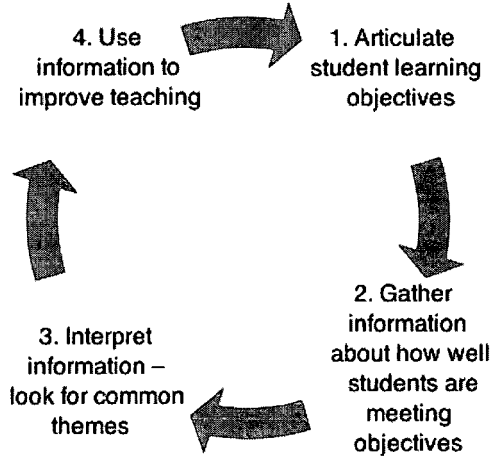 1. Articulate
student learning
objectives
2. Gather
information
about how well
students are
meeting
objectives
3. Interpret
information –
look for common
themes
4. Use
information to
improve teaching